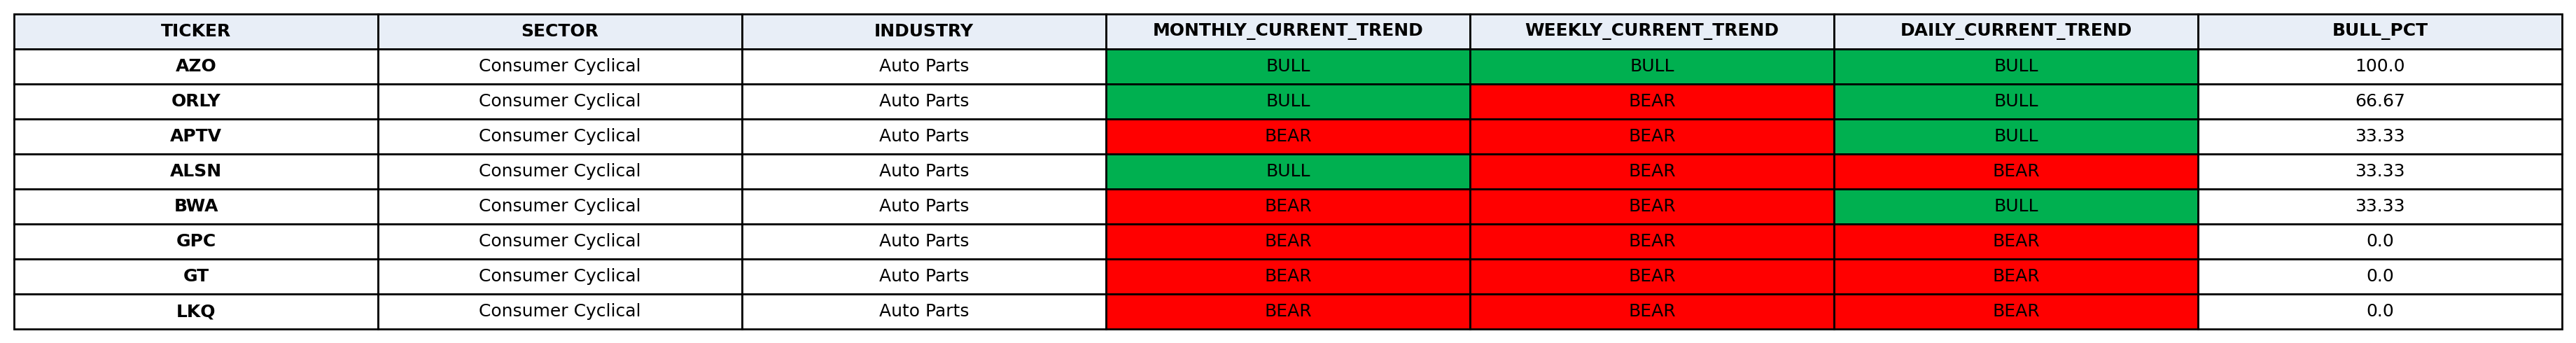 TICKER SECTOR INDUSTRY MONTHLY_CURRENT_TREND WEEKLY_CURRENT_TREND DAILY_CURRENT_TREND BULL_PCT
AZO Consumer Cyclical Auto Parts BULL BULL BULL 100.0
ORLY Consumer Cyclical Auto Parts BULL BEAR BULL 66.67
APTV Consumer Cyclical Auto Parts BEAR BEAR BULL 33.33
ALSN Consumer Cyclical Auto Parts BULL BEAR BEAR 33.33
BWA Consumer Cyclical Auto Parts BEAR BEAR BULL 33.33
GPC Consumer Cyclical Auto Parts BEAR BEAR BEAR 0.0
GT Consumer Cyclical Auto Parts BEAR BEAR BEAR 0.0
LKQ Consumer Cyclical Auto Parts BEAR BEAR BEAR 0.0